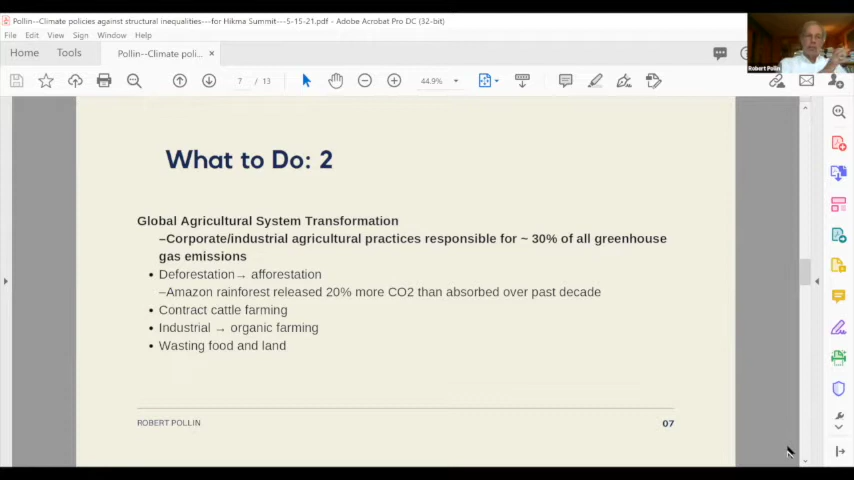 Pollin--Climate policies against structural inequalities---for Hikma Summit--5-15-21.pdf - Adobe Acrobat Pro DC (32-bit)
File Edit View Sign Window Help
Home Tools Pollin--Climate poli... ×
7 / 13 44.9%
Robert Pollin
What to Do: 2
Global Agricultural System Transformation
–Corporate/industrial agricultural practices responsible for ~ 30% of all greenhouse
gas emissions
• Deforestation→ afforestation
–Amazon rainforest released 20% more CO2 than absorbed over past decade
• Contract cattle farming
• Industrial → organic farming
• Wasting food and land
ROBERT POLLIN 07